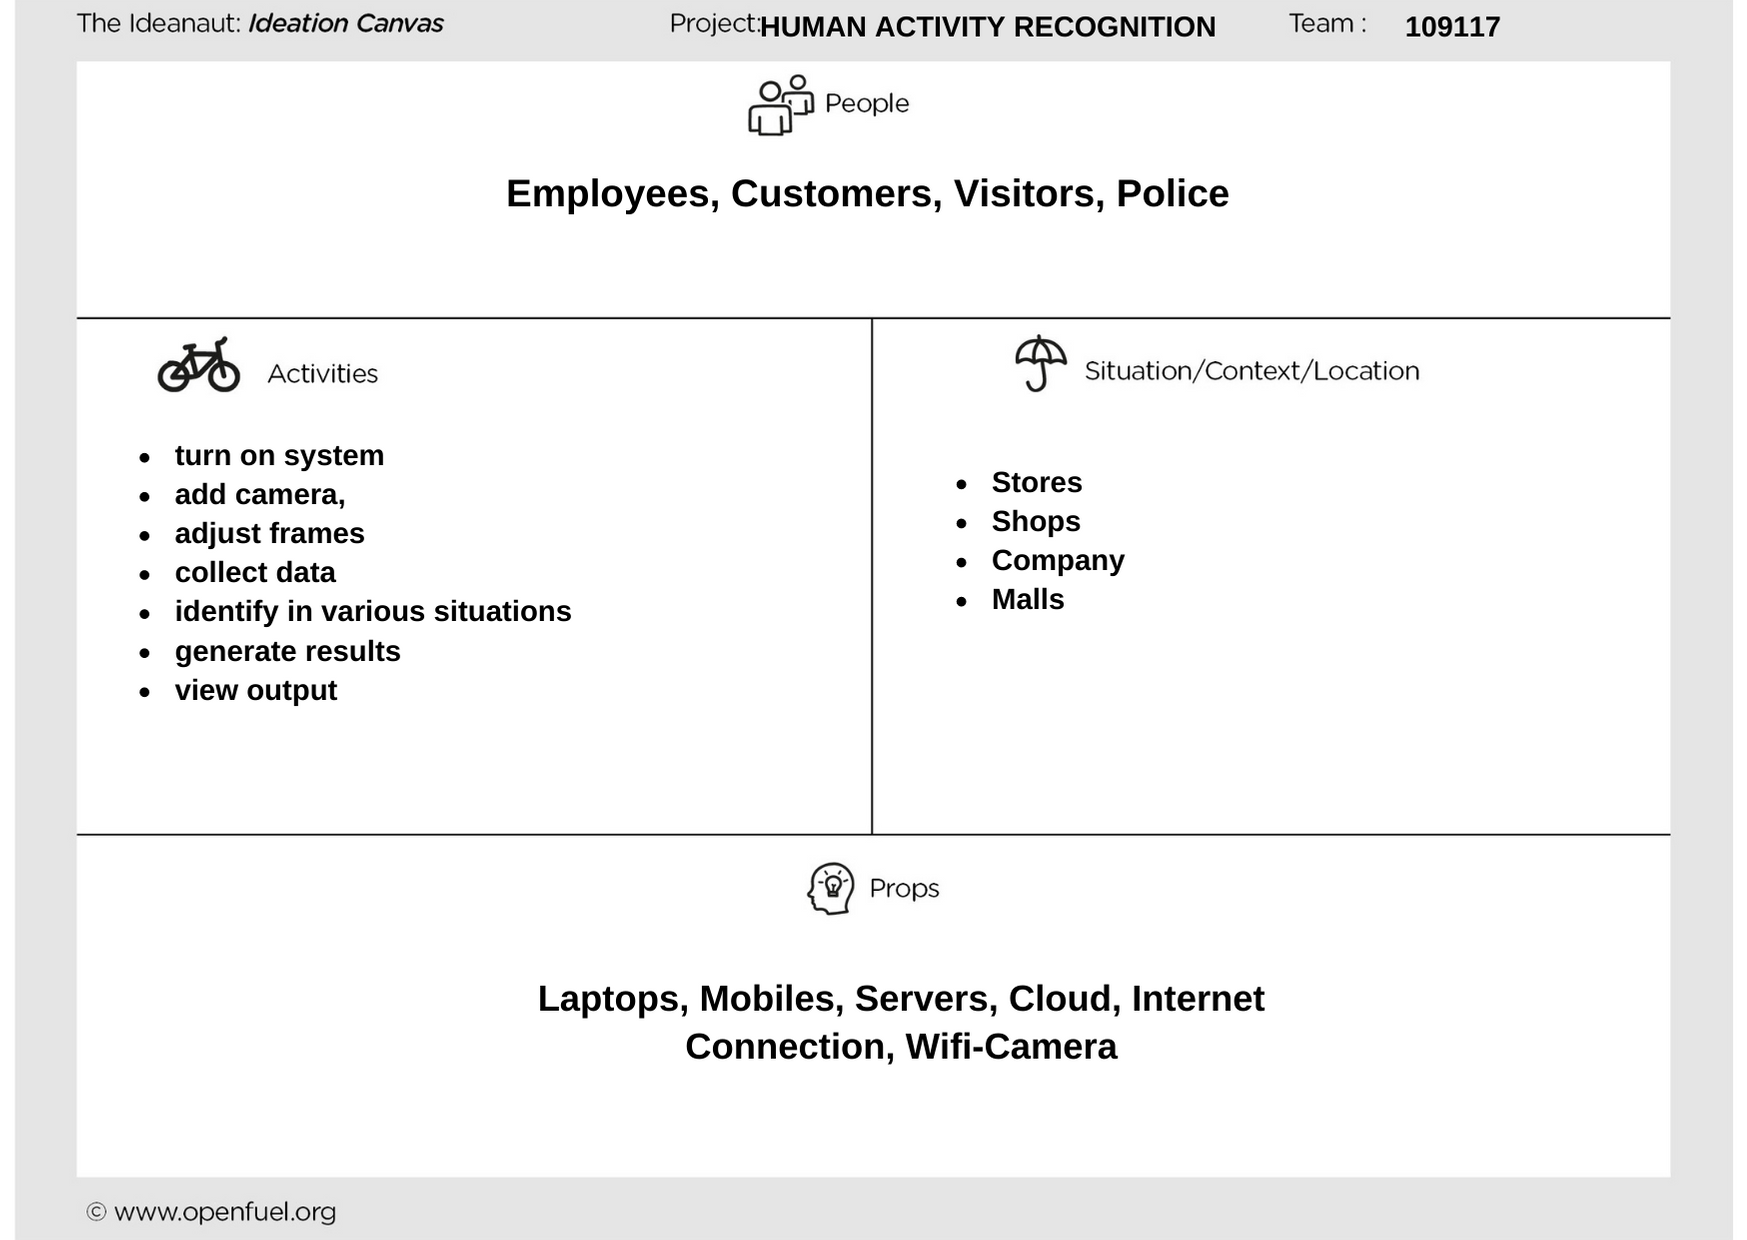 The Ideanaut: Ideation Canvas
Project:HUMAN ACTIVITY RECOGNITION
Team : 109117
People
Employees, Customers, Visitors, Police
Activities
• turn on system
• add camera,
• adjust frames
• collect data
• identify in various situations
• generate results
• view output
Situation/Context/Location
• Stores
• Shops
• Company
• Malls
Props
Laptops, Mobiles, Servers, Cloud, Internet
Connection, Wifi-Camera
© www.openfuel.org